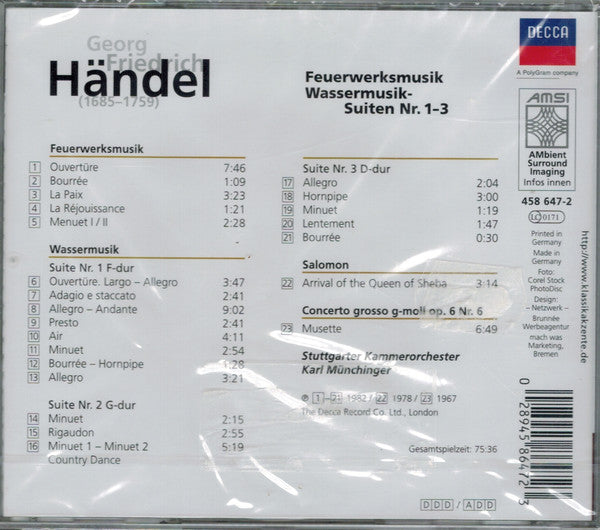 Georg
Friedrich
Händel
(1685–1759)
Feuerwerksmusik
Wassermusik-
Suiten Nr. 1–3
DECCA
A PolyGram company
AMSI
AMbient
Surround
Imaging
Infos innen
458 647-2
LC 0171
Printed in
Germany
Made in
Germany
Foto:
Corel Stock
PhotoDisc
Design:
– Netzwerk –
Brunnée
Werbeagentur
mach was
Marketing,
Bremen
http://www.klassikakzente.de
Feuerwerksmusik
1 Ouvertüre 7:46
2 Bourrée 1:09
3 La Paix 3:23
4 La Réjouissance 1:21
5 Menuet I / II 2:28
Wassermusik
Suite Nr. 1 F-dur
6 Ouvertüre. Largo – Allegro 3:47
7 Adagio e staccato 2:41
8 Allegro – Andante 9:02
9 Presto 2:41
10 Air 4:11
11 Minuet 2:54
12 Bourrée – Hornpipe 1:28
13 Allegro 3:21
Suite Nr. 2 G-dur
14 Minuet 2:15
15 Rigaudon 2:55
16 Minuet 1 – Minuet 2 5:19
Country Dance
Suite Nr. 3 D-dur
17 Allegro 2:04
18 Hornpipe 3:00
19 Minuet 1:19
20 Lentement 1:47
21 Bourrée 0:30
Salomon
22 Arrival of the Queen of Sheba 3:14
Concerto grosso g-moll op. 6 Nr. 6
23 Musette 6:49
Stuttgarter Kammerorchester
Karl Münchinger
℗ 1–21 1982 / 22 1978 / 23 1967
The Decca Record Co. Ltd., London
Gesamtspielzeit: 75:36
DDD / ADD
0 28945 86472 3